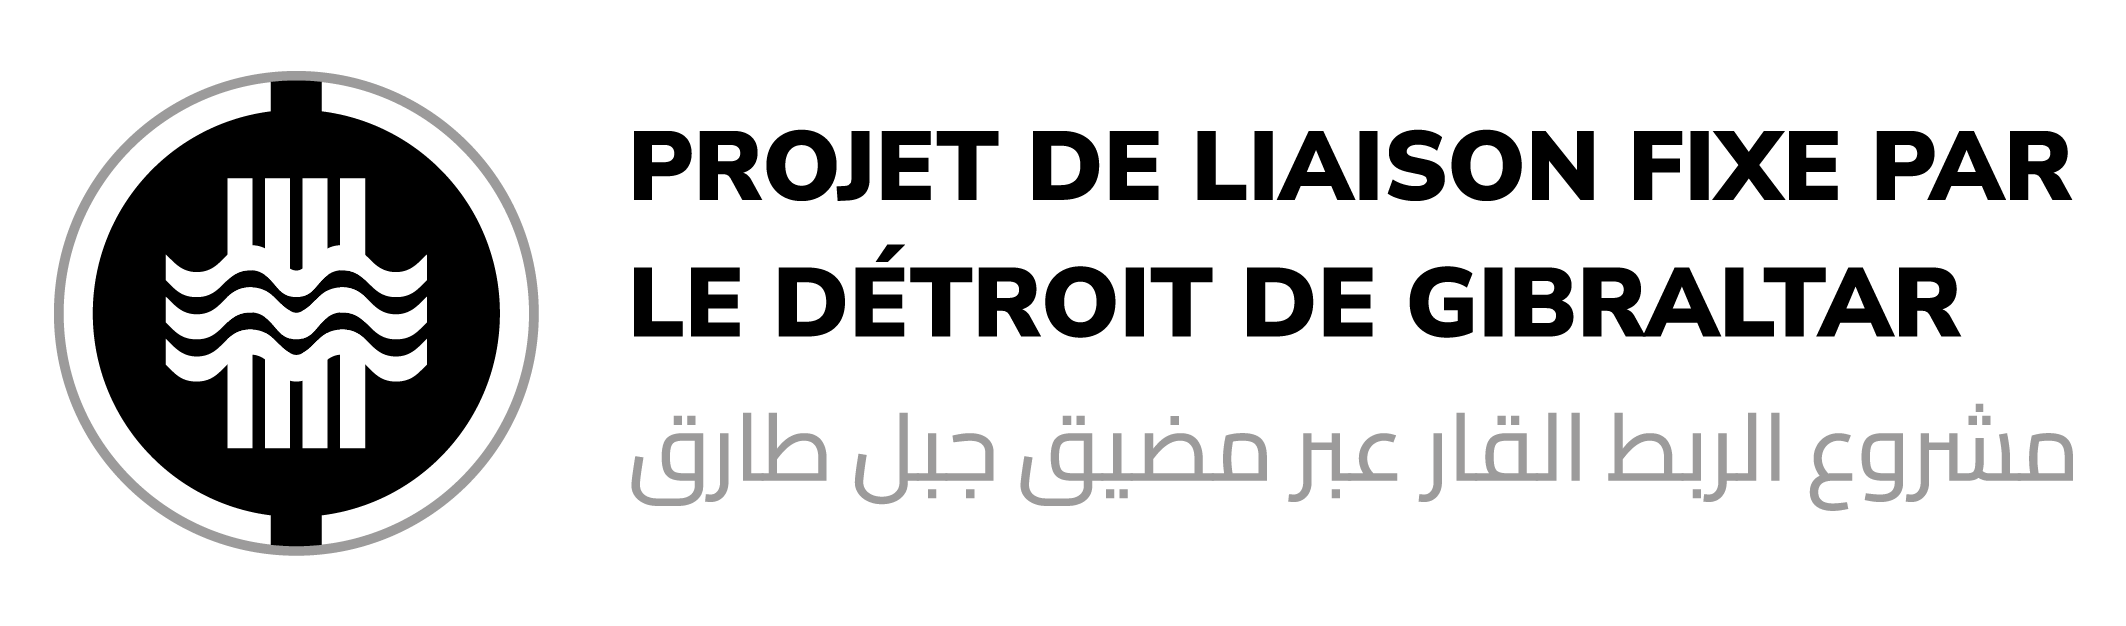 PROJET DE LIAISON FIXE PAR
LE DÉTROIT DE GIBRALTAR
مشروع الربط القار عبر مضيق جبل طارق